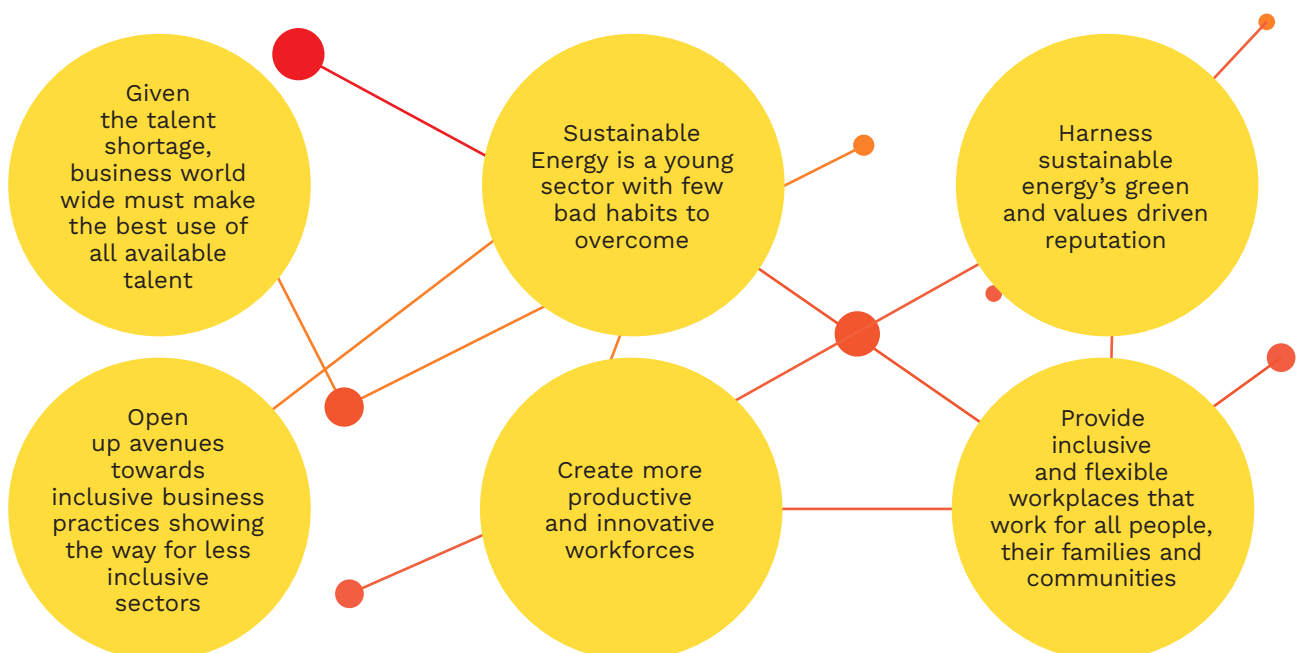 Given
the talent
shortage,
business world
wide must make
the best use of
all available
talent
Sustainable
Energy is a young
sector with few
bad habits to
overcome
Harness
sustainable
energy’s green
and values driven
reputation
Open
up avenues
towards
inclusive business
practices showing
the way for less
inclusive
sectors
Create more
productive
and innovative
workforces
Provide
inclusive
and flexible
workplaces that
work for all people,
their families and
communities